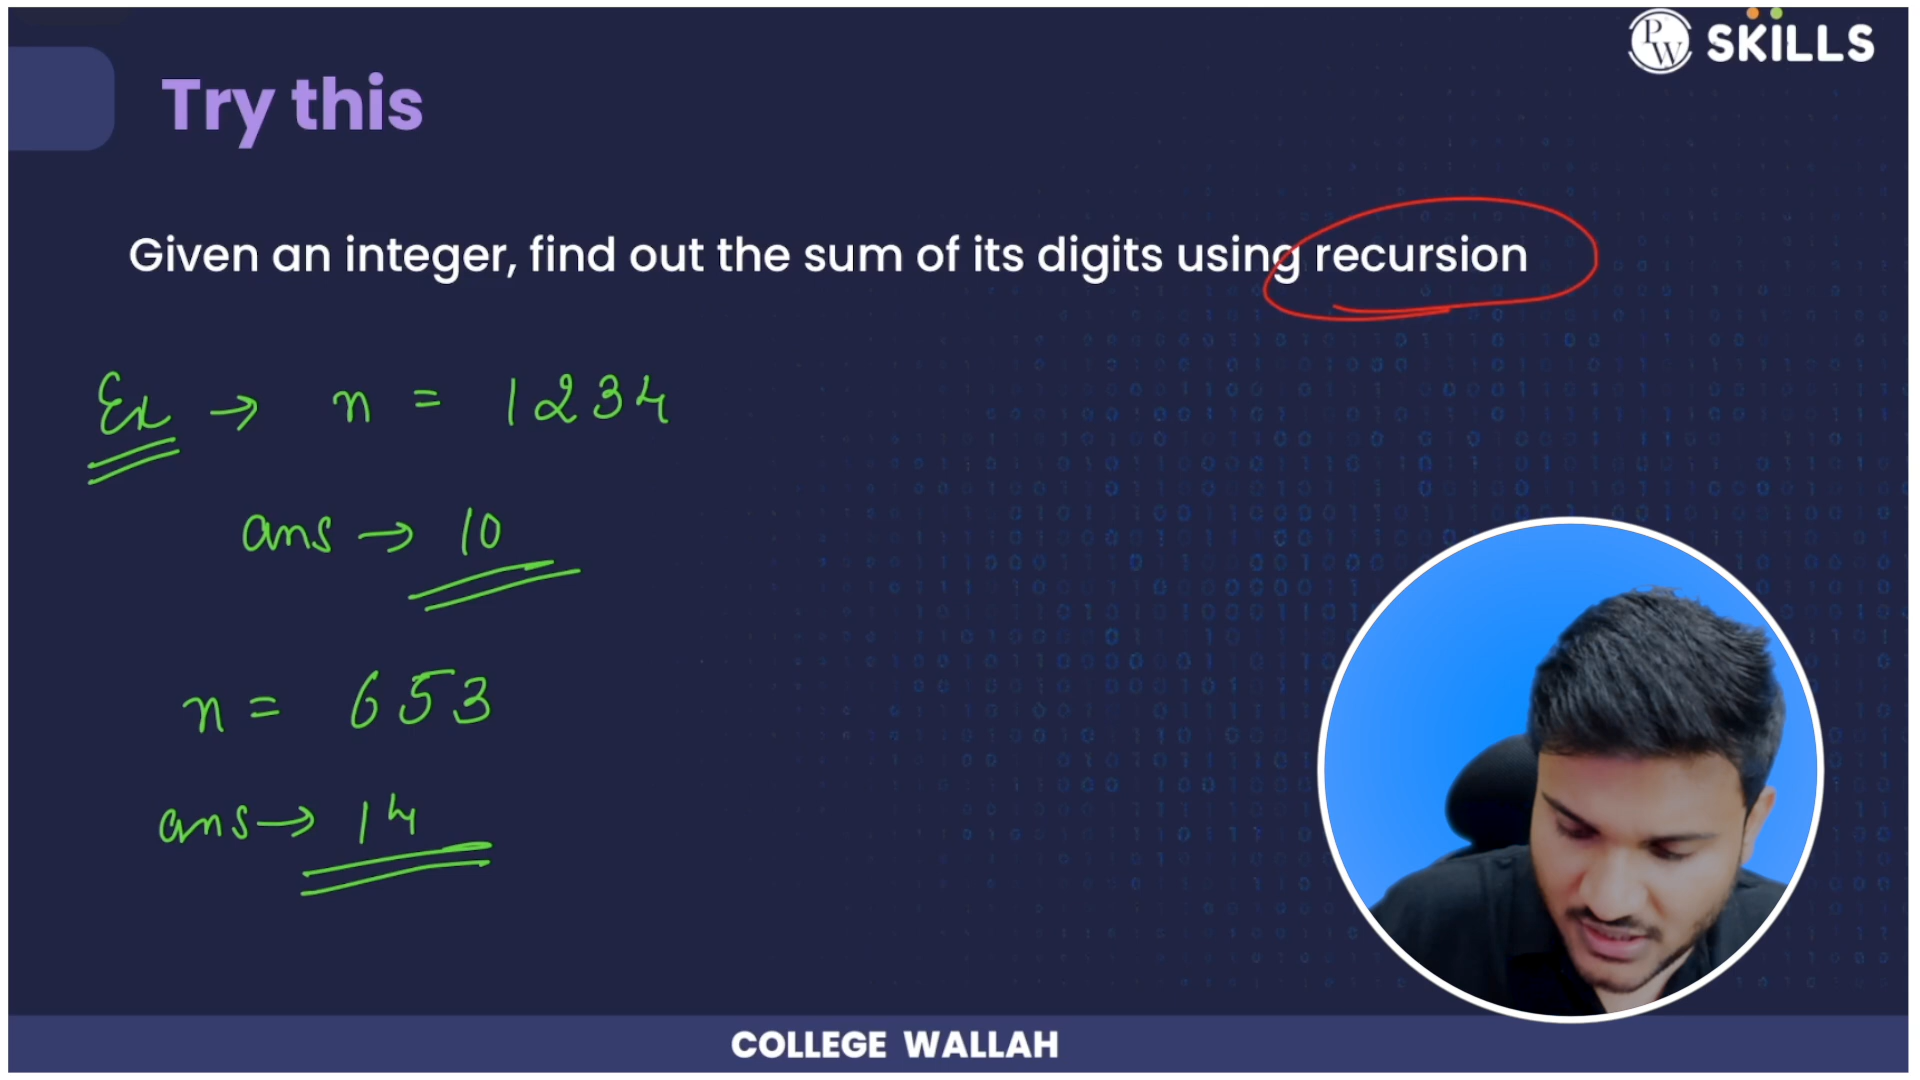 PW SKILLS
Try this
Given an integer, find out the sum of its digits using recursion
Ex → n = 1234
ans → 10
n = 653
ans → 14
COLLEGE WALLAH